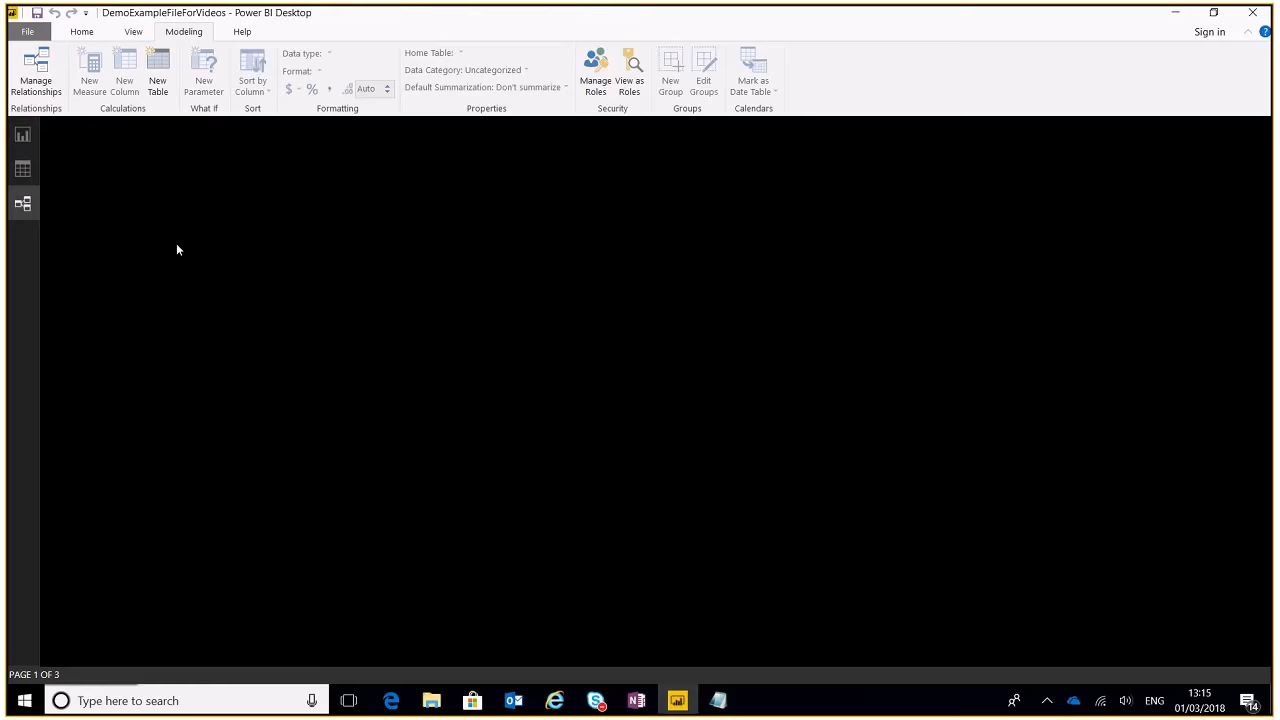 DemoExampleFileForVideos - Power BI Desktop
File Home View Modeling Help Sign in
Manage Relationships
New Measure
New Column
New Table
New Parameter
Sort by Column
Data type:
Format:
$ % , Auto
Home Table:
Data Category: Uncategorized
Default Summarization: Don't summarize
Manage Roles
View as Roles
New Group
Edit Groups
Mark as Date Table
Relationships Calculations What If Sort Formatting Properties Security Groups Calendars
PAGE 1 OF 3
Type here to search
ENG
13:15
01/03/2018